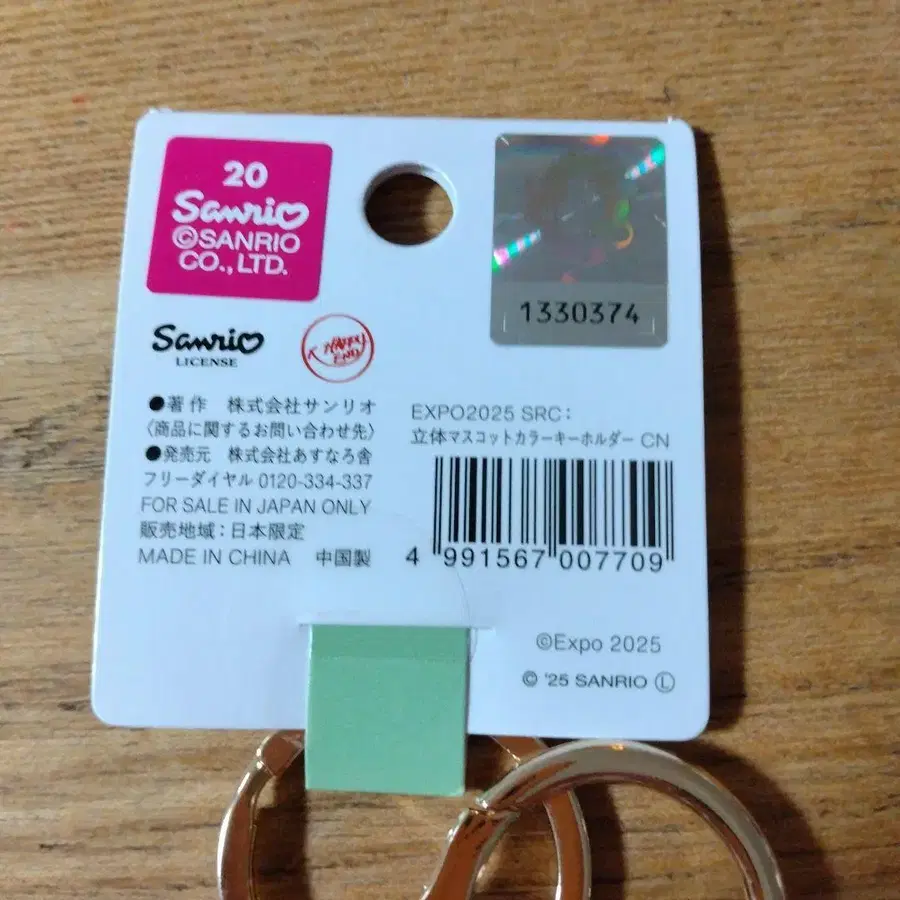 20
Sanrio
©SANRIO
CO., LTD.
1330374
Sanrio
LICENSE
HAPPY
END
●著作 株式会社サンリオ
〈商品に関するお問い合わせ先〉
●発売元 株式会社あすなろ舎
フリーダイヤル 0120-334-337
FOR SALE IN JAPAN ONLY
販売地域：日本限定
MADE IN CHINA 中国製
EXPO2025 SRC：
立体マスコットカラーキーホルダー CN
4 991567 007709
©Expo 2025
© '25 SANRIO Ⓛ